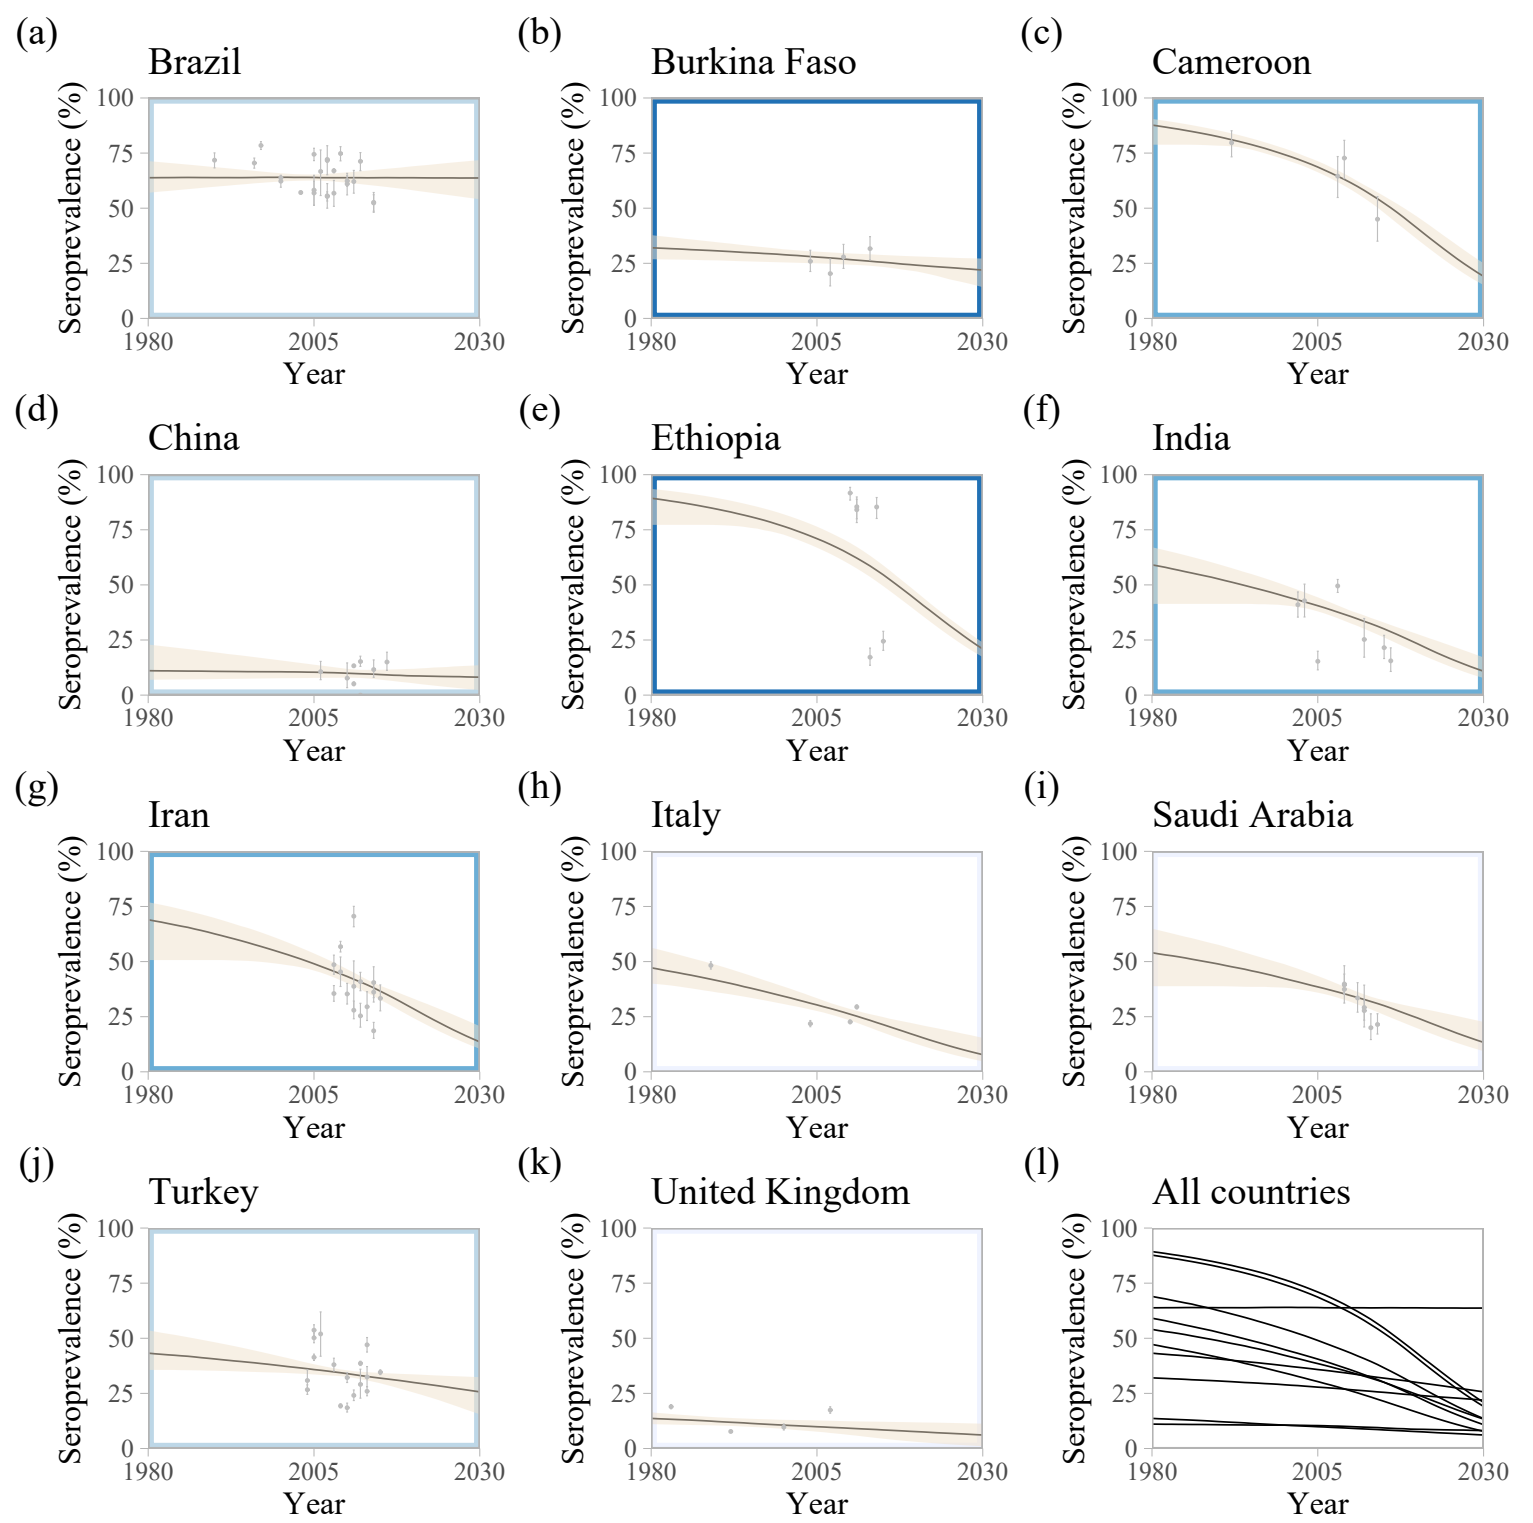 (a)
Brazil
Seroprevalence (%)
100
75
50
25
0
1980 2005 2030
Year
(b)
Burkina Faso
Seroprevalence (%)
100
75
50
25
0
1980 2005 2030
Year
(c)
Cameroon
Seroprevalence (%)
100
75
50
25
0
1980 2005 2030
Year
(d)
China
Seroprevalence (%)
100
75
50
25
0
1980 2005 2030
Year
(e)
Ethiopia
Seroprevalence (%)
100
75
50
25
0
1980 2005 2030
Year
(f)
India
Seroprevalence (%)
100
75
50
25
0
1980 2005 2030
Year
(g)
Iran
Seroprevalence (%)
100
75
50
25
0
1980 2005 2030
Year
(h)
Italy
Seroprevalence (%)
100
75
50
25
0
1980 2005 2030
Year
(i)
Saudi Arabia
Seroprevalence (%)
100
75
50
25
0
1980 2005 2030
Year
(j)
Turkey
Seroprevalence (%)
100
75
50
25
0
1980 2005 2030
Year
(k)
United Kingdom
Seroprevalence (%)
100
75
50
25
0
1980 2005 2030
Year
(l)
All countries
Seroprevalence (%)
100
75
50
25
0
1980 2005 2030
Year